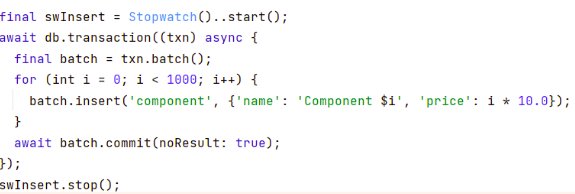 final swInsert = Stopwatch()..start();
await db.transaction((txn) async {
  final batch = txn.batch();
  for (int i = 0; i < 1000; i++) {
    batch.insert('component', {'name': 'Component $i', 'price': i * 10.0});
  }
  await batch.commit(noResult: true);
});
swInsert.stop();